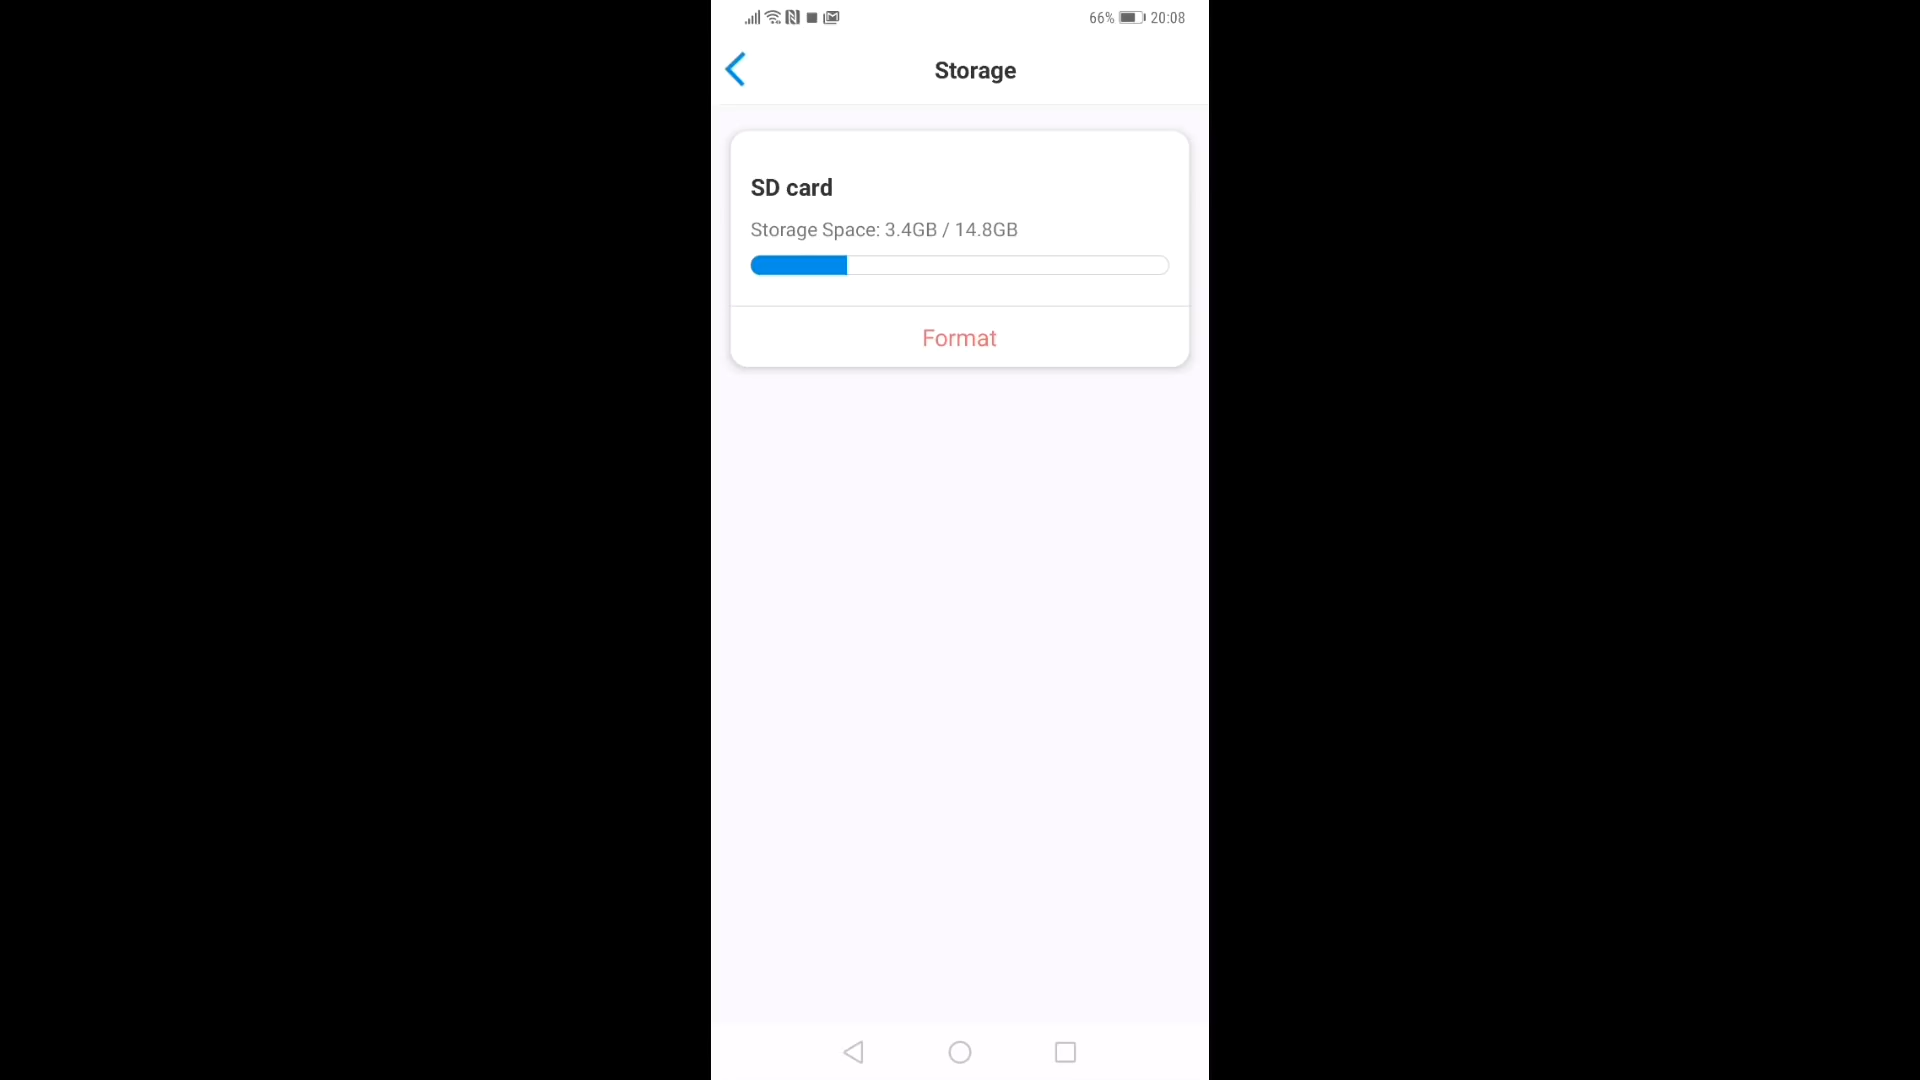 66% 20:08
Storage
SD card
Storage Space: 3.4GB / 14.8GB
Format